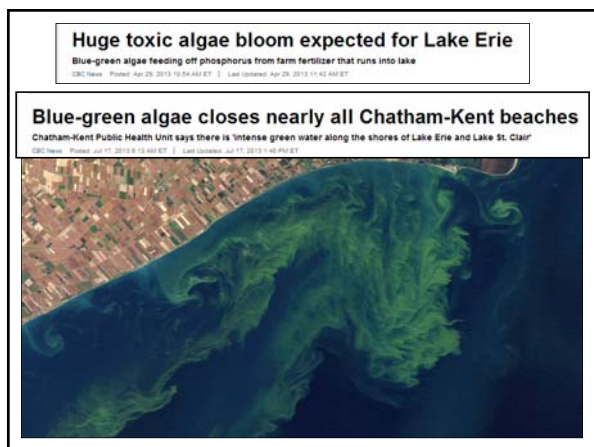 Huge toxic algae bloom expected for Lake Erie
Blue-green algae feeding off phosphorus from farm fertilizer that runs into lake
CBC News Posted: Apr 29, 2013 10:54 AM ET | Last Updated: Apr 29, 2013 11:42 AM ET
Blue-green algae closes nearly all Chatham-Kent beaches
Chatham-Kent Public Health Unit says there is 'intense green water along the shores of Lake Erie and Lake St. Clair'
CBC News Posted: Jul 17, 2013 8:13 AM ET | Last Updated: Jul 17, 2013 1:40 PM ET